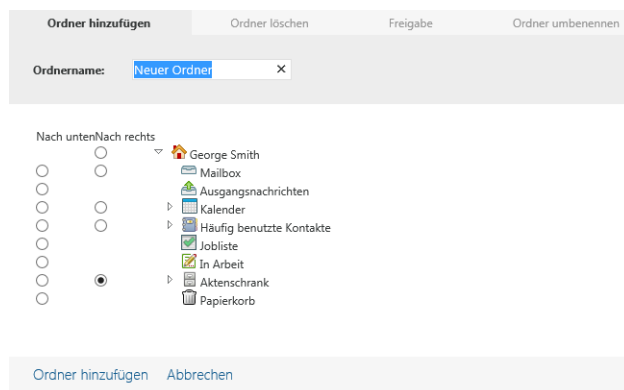 Ordner hinzufügen Ordner löschen Freigabe Ordner umbenennen
Ordnername: Neuer Ordner
Nach unten Nach rechts
George Smith
Mailbox
Ausgangsnachrichten
Kalender
Häufig benutzte Kontakte
Jobliste
In Arbeit
Aktenschrank
Papierkorb
Ordner hinzufügen Abbrechen